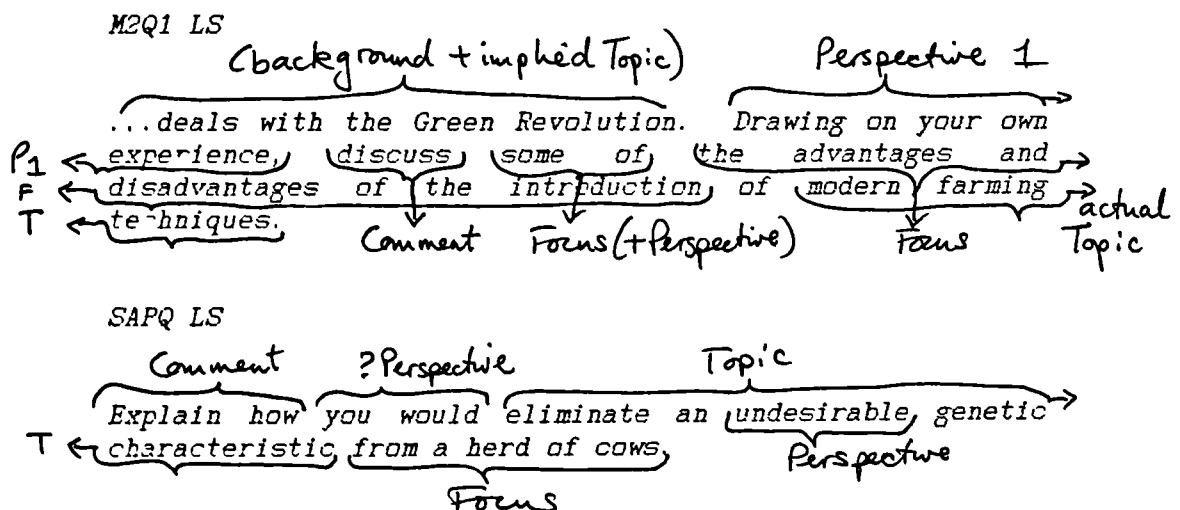 M2Q1 LS
(background + implied Topic) Perspective 1
...deals with the Green Revolution. Drawing on your own
P1 experience, discuss some of the advantages and
F disadvantages of the introduction of modern farming
T te hniques. Comment Focus (+Perspective) Focus actual Topic
SAPQ LS
Comment ?Perspective Topic
Explain how you would eliminate an undesirable genetic
T characteristic from a herd of cows.
Perspective
Focus